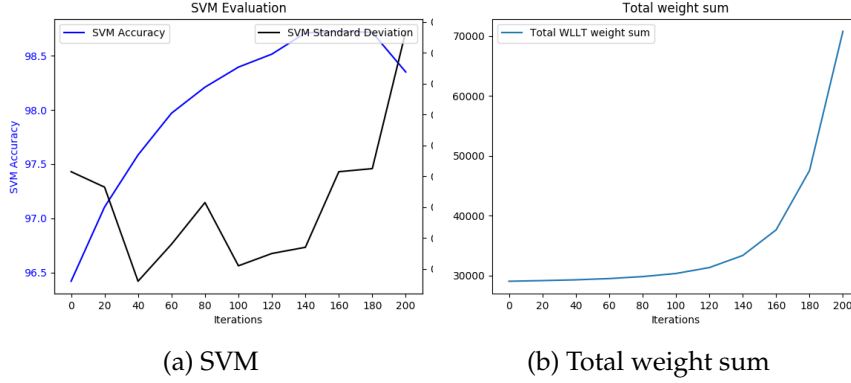 SVM Evaluation
SVM Accuracy
SVM Standard Deviation
98.5
98.0
97.5
97.0
96.5
SVM Accuracy
0 20 40 60 80 100 120 140 160 180 200
Iterations
(a) SVM
Total weight sum
Total WLLT weight sum
70000
60000
50000
40000
30000
0 20 40 60 80 100 120 140 160 180 200
Iterations
(b) Total weight sum